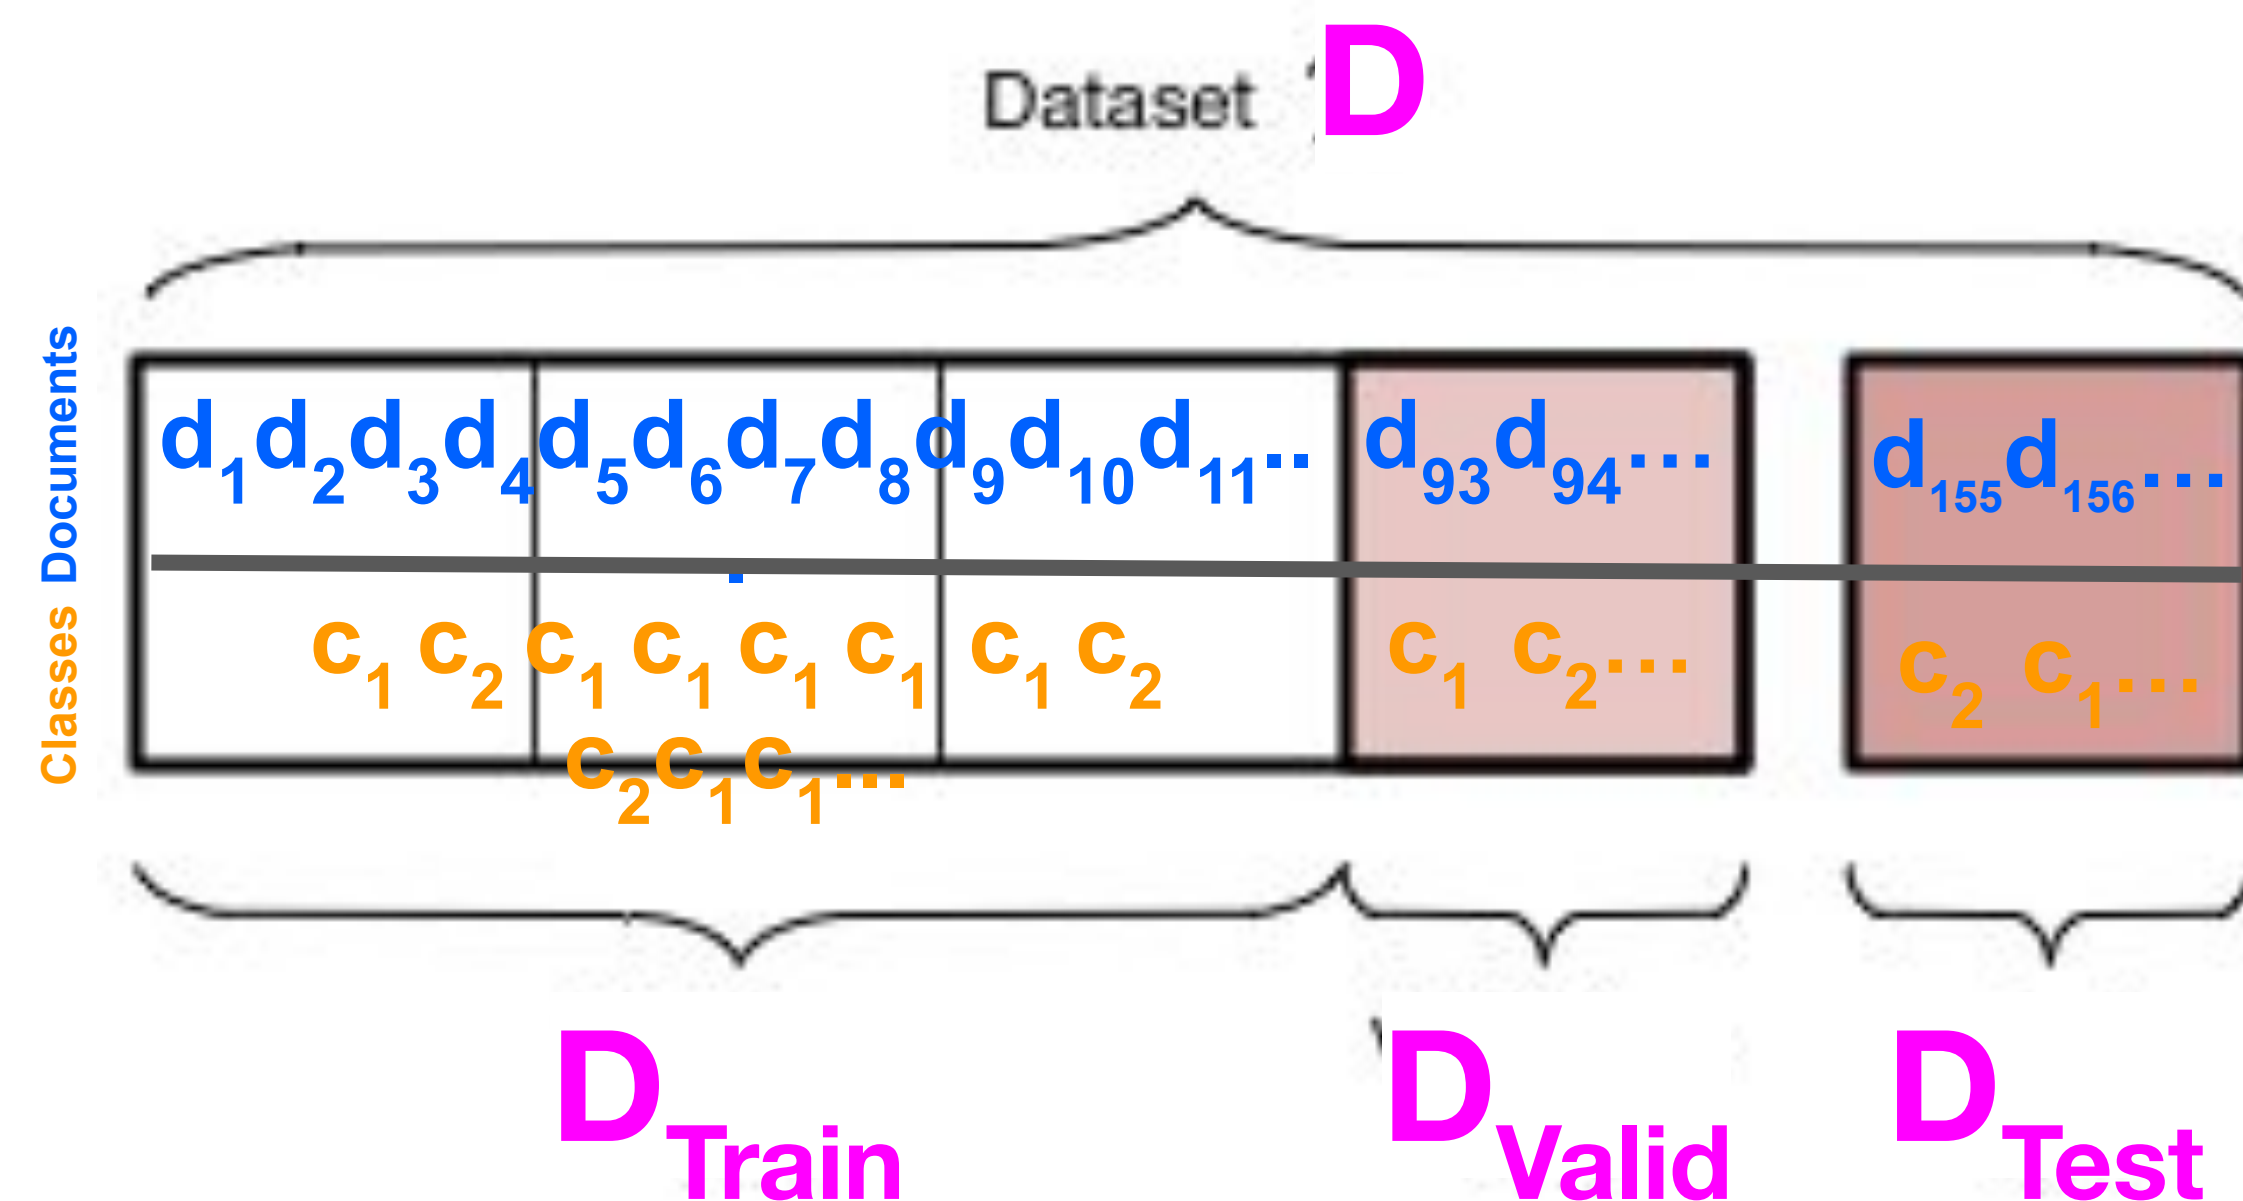 Dataset D
Documents
d1d2d3d4d5d6d7d8d9d10d11...
d93d94...
d155d156...
Classes
c1 c2 c1 c1 c1 c1 c1 c2
c2c1c1...
c1 c2...
c2 c1...
DTrain
DValid
DTest